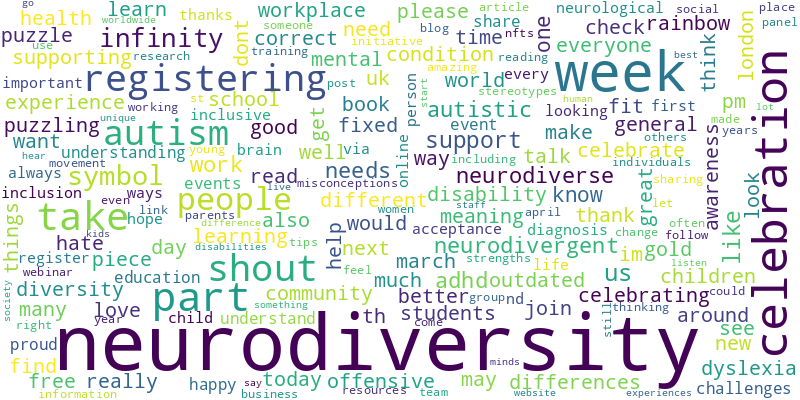 go
worldwide
learn
workplace
please
neurological
article
social
place
health
thanks
someone
blog
nfts
share
rainbow
panel
puzzle
infinity
use
dont
correct
need
initiative
time
one
check
everyone
think
london
supporting
research
training
mental
condition
amazing
reading
best
important
registering
post
uk
world
every
week
experience
working
st
school
book
person
start
stereotypes
human
autistic
looking
fit
first
pm
unique
inclusive
puzzling
autism
good
get
fixed
event
make
general
made
lot
want
young
brain
well
via
online
support
talk
celebrate
others
years
hear
understanding
way
including
individuals
awareness
movement
work
read
needs
neurodiverse
always
symbol
live
misconceptions
disability
know
great
sharing
look
celebration
inclusion
ways
people
different
women
staff
april
diagnosis
change
let
often
even
link
parents
take
hope
also
would
acceptance
meaning
thank
follow
like
things
kids
difference
hate
day
learning
disabilities
tips
help
next
neurodivergent
im
gold
listen
register
piece
webinar
education
shout
feel
march
strengths
life
us
children
society
diversity
part
community
much
adhd
outdated
could
many
year
love
child
something
better
group
nd
celebrating
right
understand
th
students
join
around
proud
come
still
thinking
see
find
neurodiversity
minds
new
dyslexia
free
really
happy
say
today
offensive
may
differences
challenges
information
business
resources
team
website
experiences